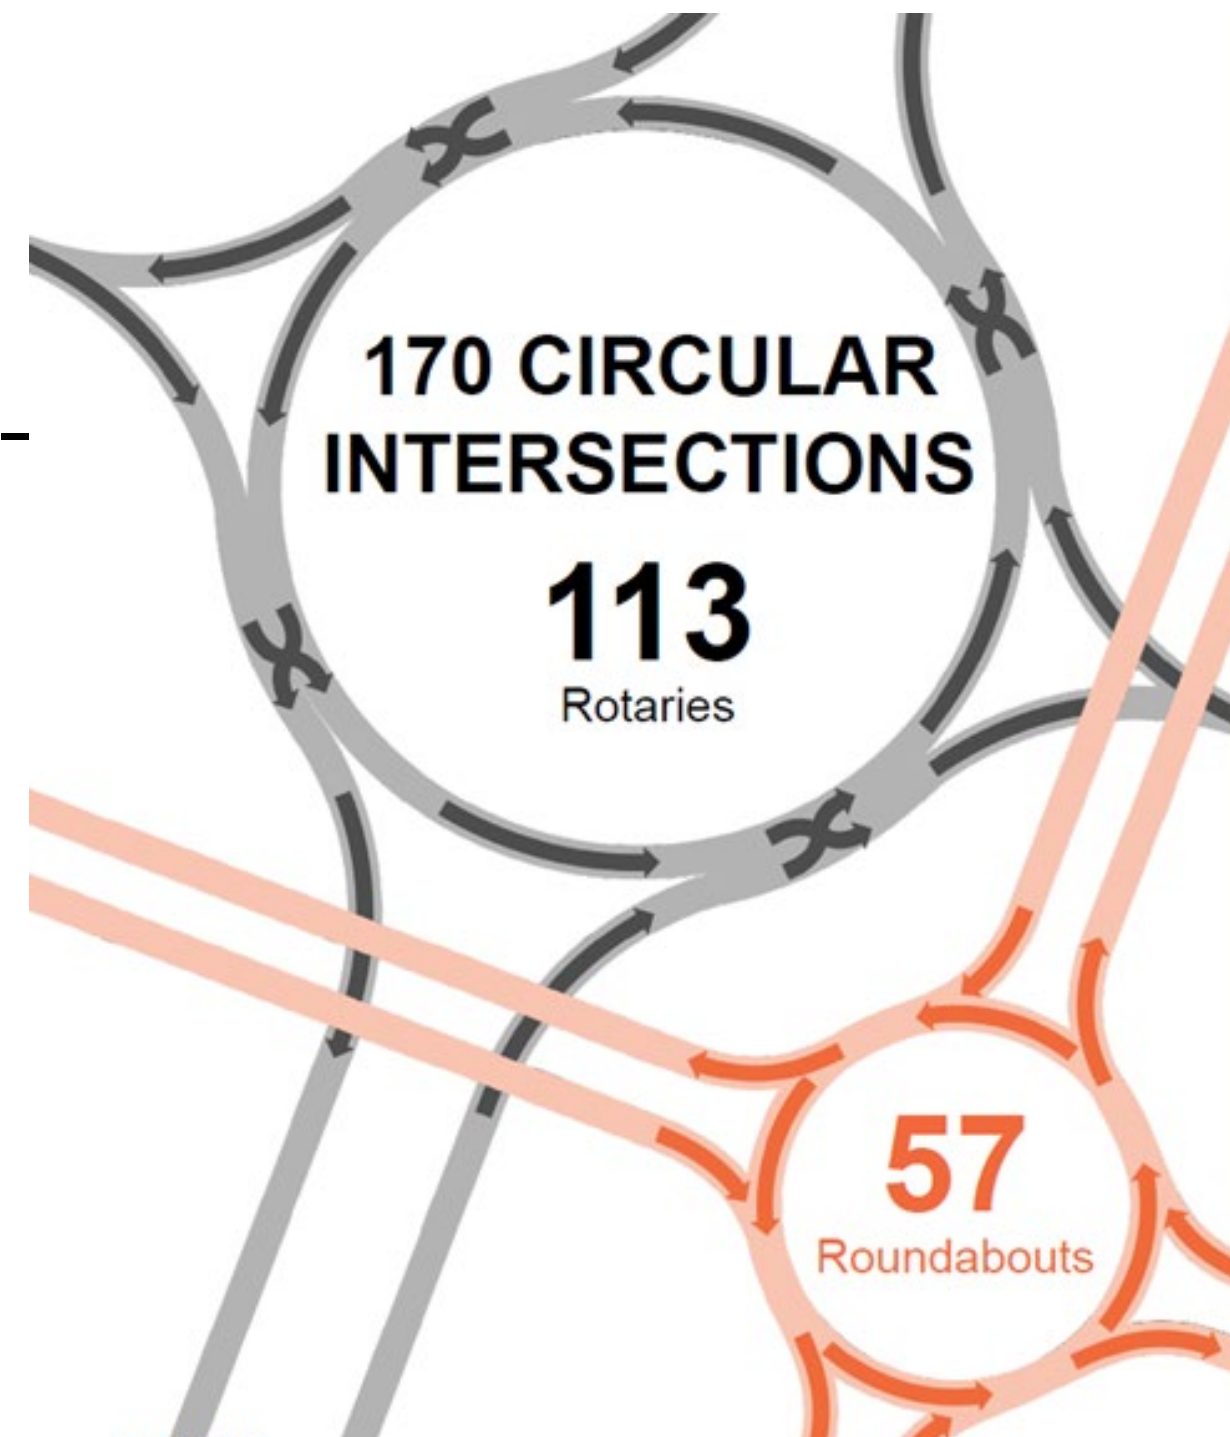 170 CIRCULAR
INTERSECTIONS
113
Rotaries
57
Roundabouts